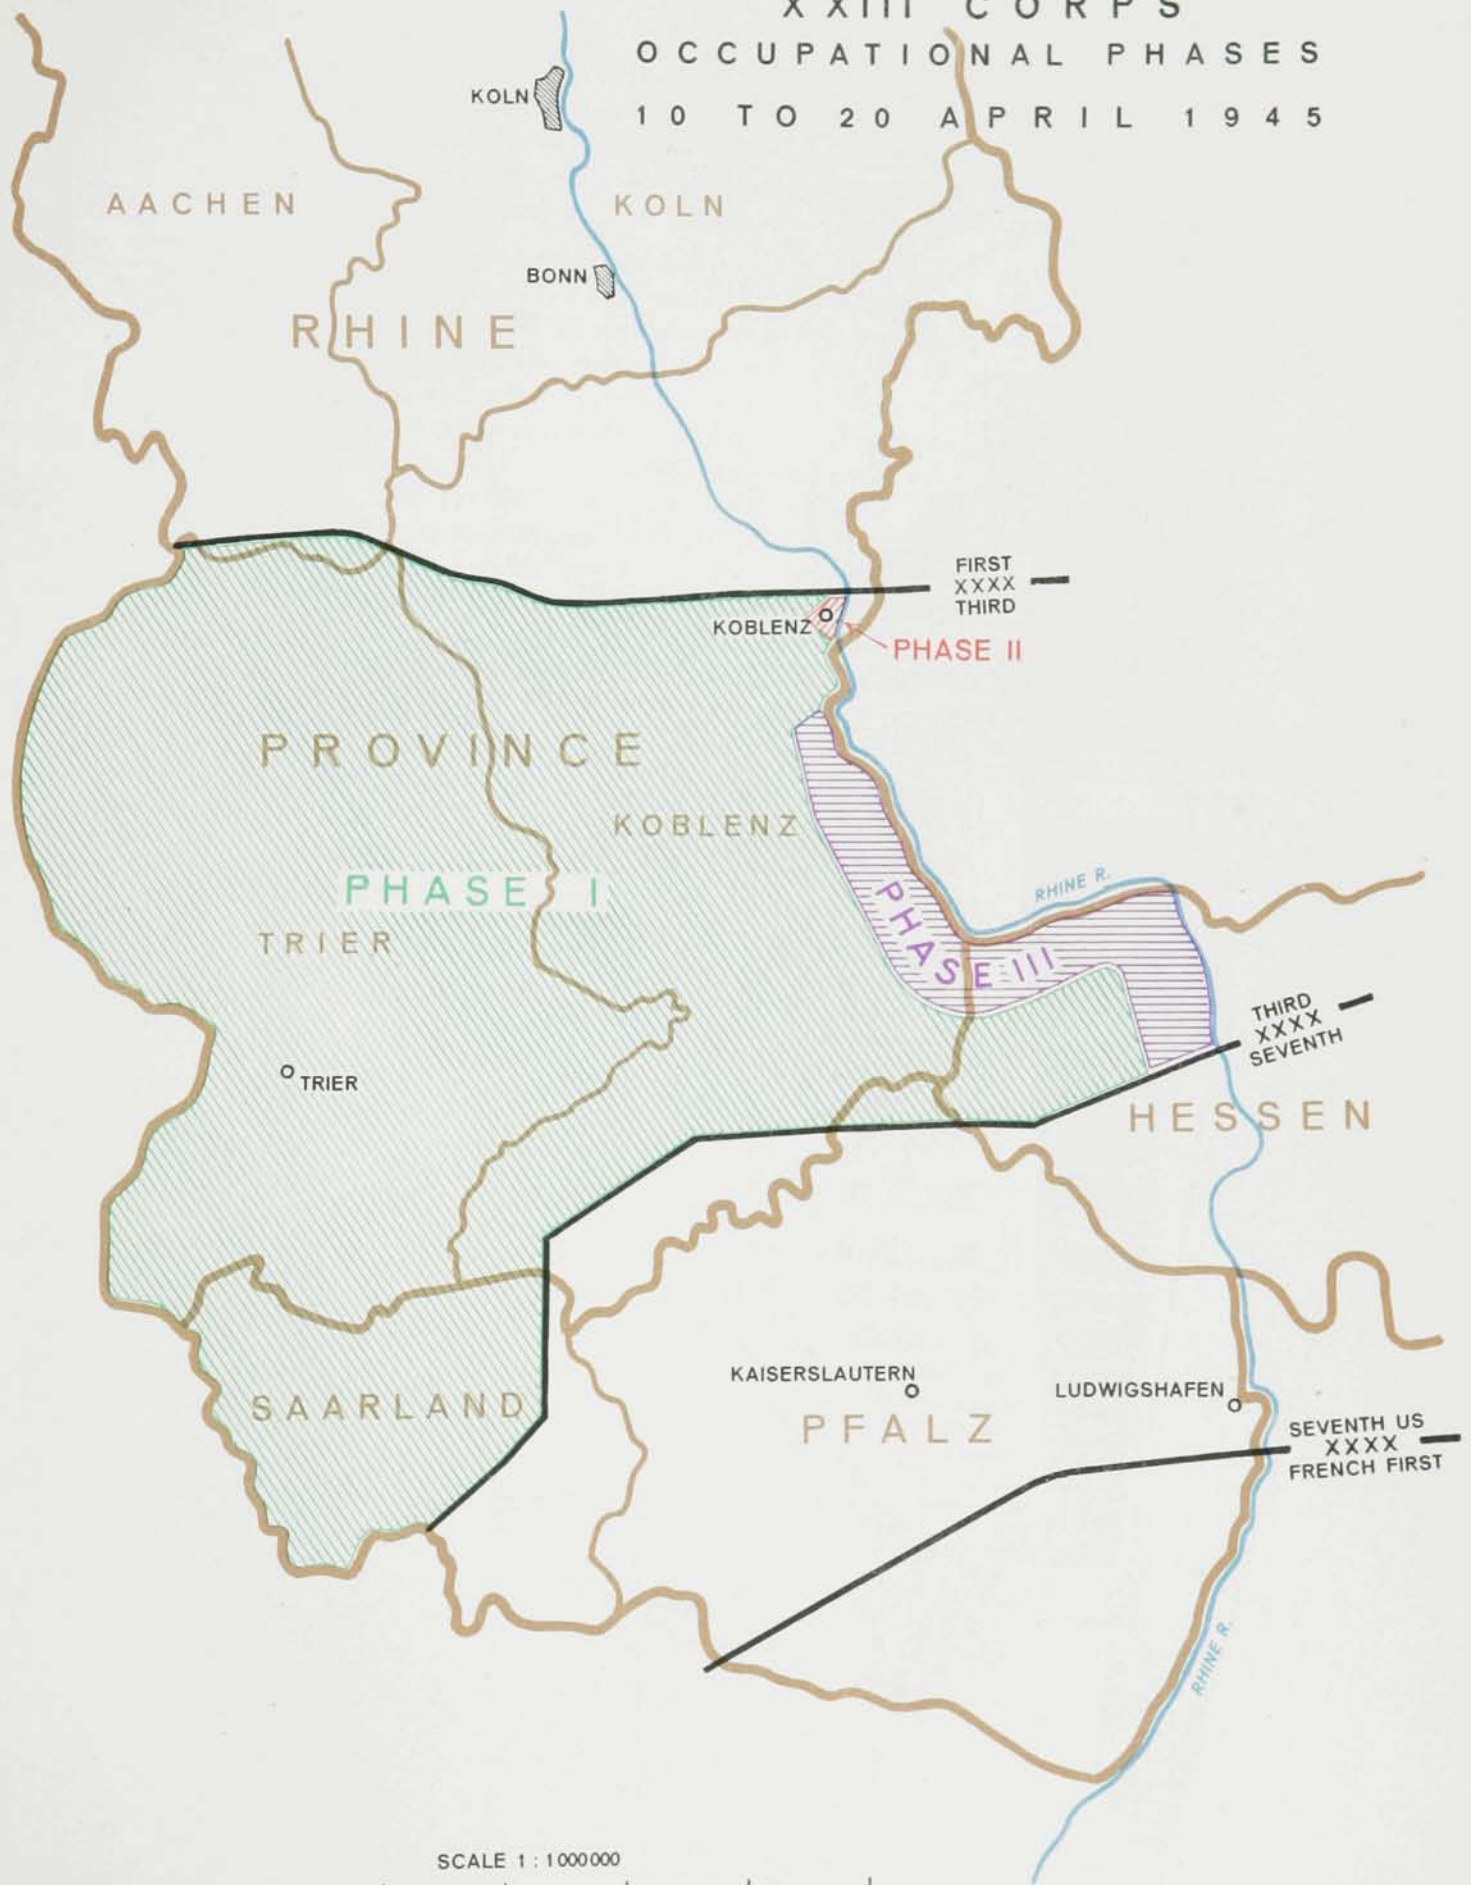 XXIII CORPS
OCCUPATIONAL PHASES
10 TO 20 APRIL 1945
KOLN
AACHEN
KOLN
BONN
RHINE
FIRST
XXXX
THIRD
KOBLENZ
PHASE II
PROVINCE
KOBLENZ
PHASE I
TRIER
RHINE R.
PHASE III
THIRD
XXXX
SEVENTH
TRIER
HESSEN
KAISERSLAUTERN
LUDWIGSHAFEN
SAARLAND
PFALZ
SEVENTH US
XXXX
FRENCH FIRST
RHINE R.
SCALE 1 : 1000000